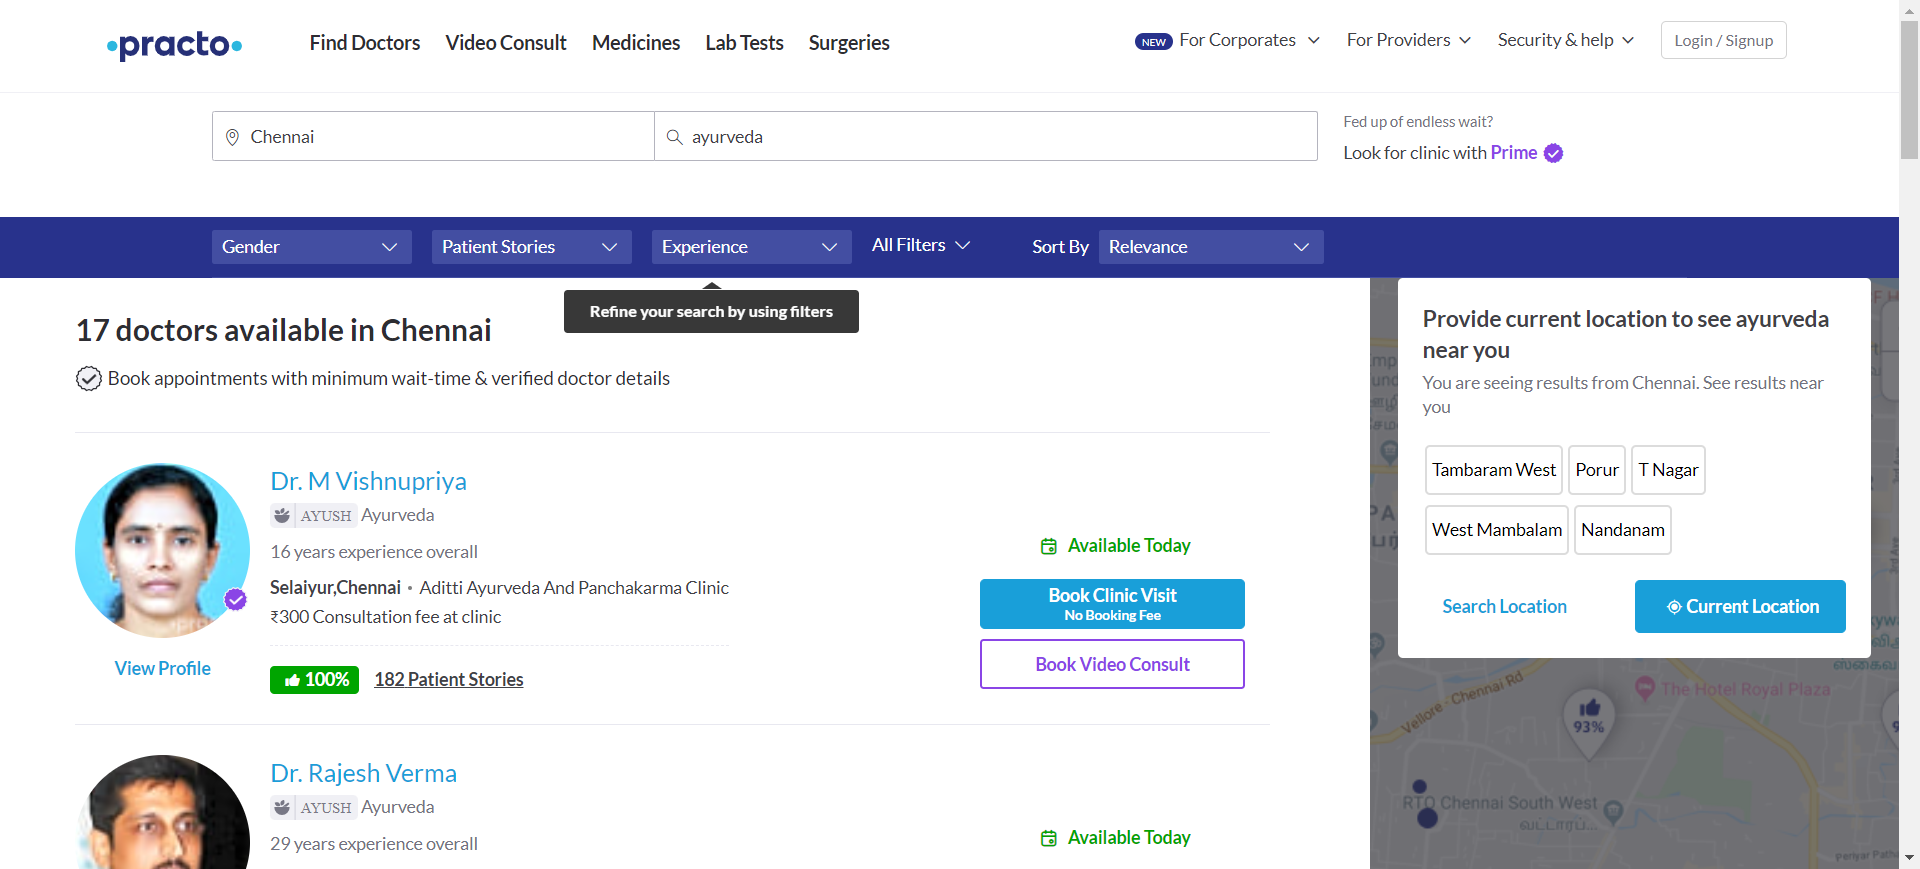 practo
Find Doctors
Video Consult
Medicines
Lab Tests
Surgeries
NEW For Corporates
For Providers
Security & help
Login / Signup
Chennai
ayurveda
Fed up of endless wait?
Look for clinic with Prime
Gender
Patient Stories
Experience
All Filters
Sort By
Relevance
Refine your search by using filters
17 doctors available in Chennai
Book appointments with minimum wait-time & verified doctor details
Dr. M Vishnupriya
AYUSH Ayurveda
16 years experience overall
Selaiyur,Chennai • Aditti Ayurveda And Panchakarma Clinic
₹300 Consultation fee at clinic
View Profile
100%
182 Patient Stories
Available Today
Book Clinic Visit
No Booking Fee
Book Video Consult
Dr. Rajesh Verma
AYUSH Ayurveda
29 years experience overall
Available Today
Provide current location to see ayurveda
near you
You are seeing results from Chennai. See results near
you
Tambaram West
Porur
T Nagar
West Mambalam
Nandanam
Search Location
Current Location
Vellore - Chennai Rd
The Hotel Royal Plaza
93%
RTO Chennai South West
வட்டாரப்...